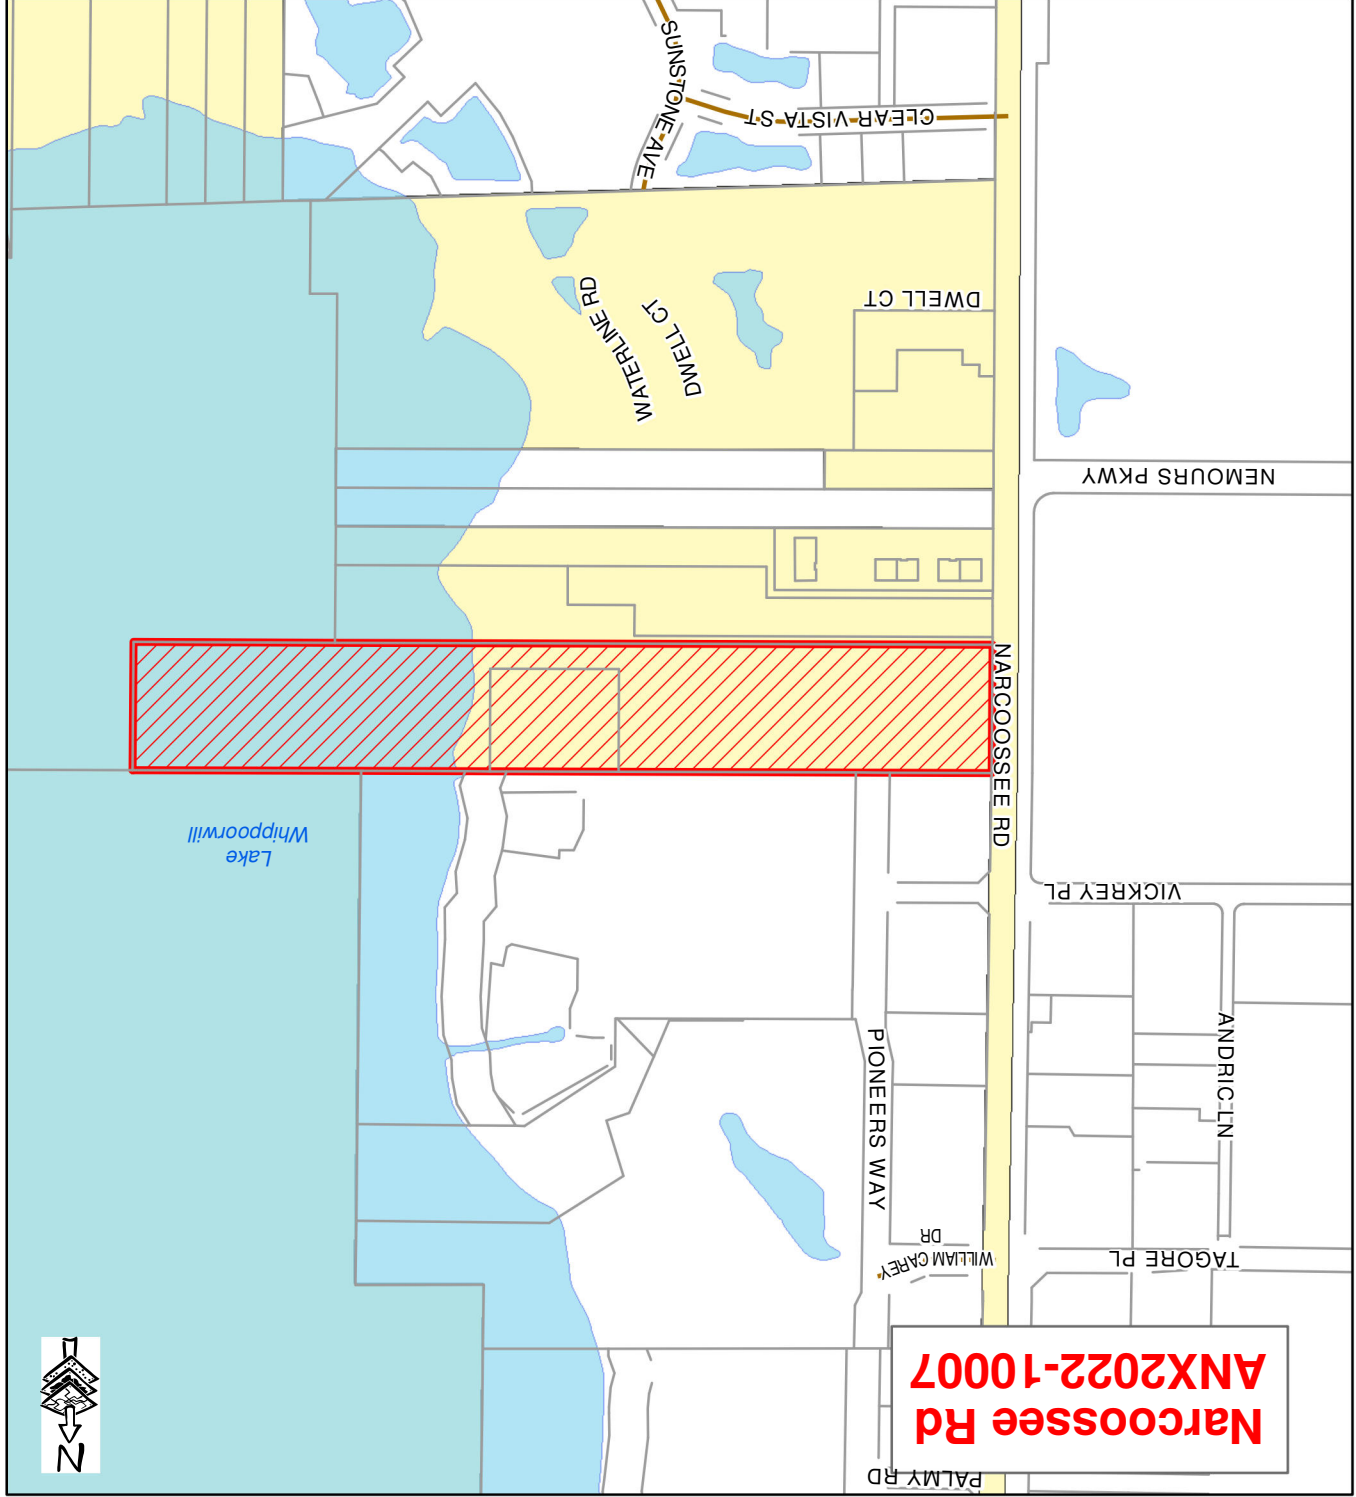 Narcoossee Rd
ANX2022-10007
PALMY RD
N
WILLIAM CAREY
DR
TAGORE PL
PIONEERS WAY
ANDRIC LN
VICKREY PL
Lake
Whippoorwill
NARCOOSSEE RD
NEMOURS PKWY
WATERLINE RD
DWELL CT
DWELL CT
CLEAR VISTA ST
SUNSTONE AVE